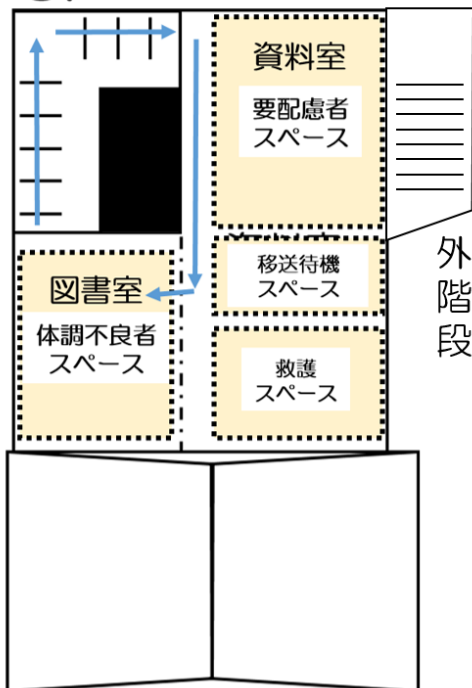 資料室
要配慮者
スペース
移送待機
スペース
図書室
体調不良者
スペース
救護
スペース
外階段